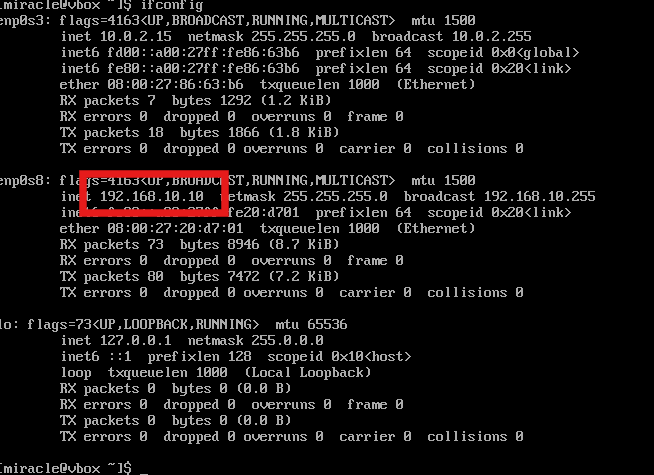 [miracle@vbox ~]$ ifconfig
enp0s3: flags=4163<UP,BROADCAST,RUNNING,MULTICAST>  mtu 1500
inet 10.0.2.15  netmask 255.255.255.0  broadcast 10.0.2.255
inet6 fd00::a00:27ff:fe86:63b6  prefixlen 64  scopeid 0x0<global>
inet6 fe80::a00:27ff:fe86:63b6  prefixlen 64  scopeid 0x20<link>
ether 08:00:27:86:63:b6  txqueuelen 1000  (Ethernet)
RX packets 7  bytes 1292 (1.2 KiB)
RX errors 0  dropped 0  overruns 0  frame 0
TX packets 18  bytes 1866 (1.8 KiB)
TX errors 0  dropped 0 overruns 0  carrier 0  collisions 0
enp0s8: flags=4163<UP,BROADCAST,RUNNING,MULTICAST>  mtu 1500
inet 192.168.10.10  netmask 255.255.255.0  broadcast 192.168.10.255
fe20:d701  prefixlen 64  scopeid 0x20<link>
ether 08:00:27:20:d7:01  txqueuelen 1000  (Ethernet)
RX packets 73  bytes 8946 (8.7 KiB)
RX errors 0  dropped 0  overruns 0  frame 0
TX packets 80  bytes 7472 (7.2 KiB)
TX errors 0  dropped 0 overruns 0  carrier 0  collisions 0
lo: flags=73<UP,LOOPBACK,RUNNING>  mtu 65536
inet 127.0.0.1  netmask 255.0.0.0
inet6 ::1  prefixlen 128  scopeid 0x10<host>
loop  txqueuelen 1000  (Local Loopback)
RX packets 0  bytes 0 (0.0 B)
RX errors 0  dropped 0  overruns 0  frame 0
TX packets 0  bytes 0 (0.0 B)
TX errors 0  dropped 0 overruns 0  carrier 0  collisions 0
[miracle@vbox ~]$ _